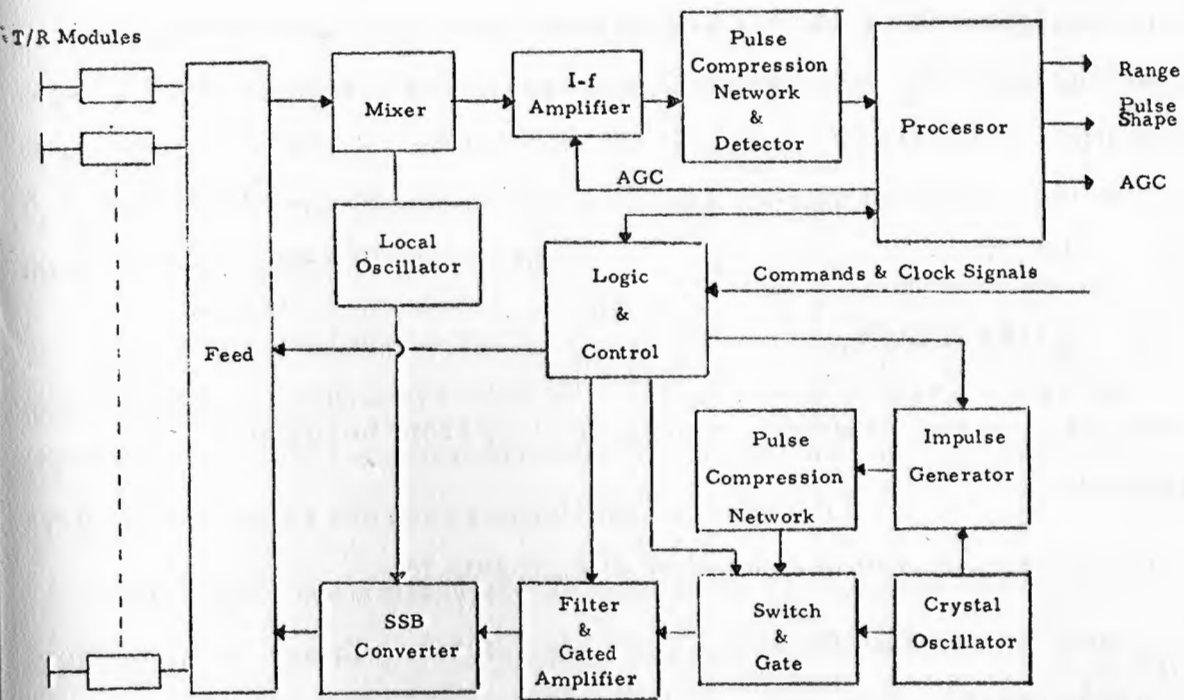 T/R Modules
Feed
Mixer
I-f
Amplifier
Pulse
Compression
Network
&
Detector
Processor
Range
Pulse
Shape
AGC
AGC
Local
Oscillator
Logic
&
Control
Commands & Clock Signals
Pulse
Compression
Network
Impulse
Generator
SSB
Converter
Filter
&
Gated
Amplifier
Switch
&
Gate
Crystal
Oscillator